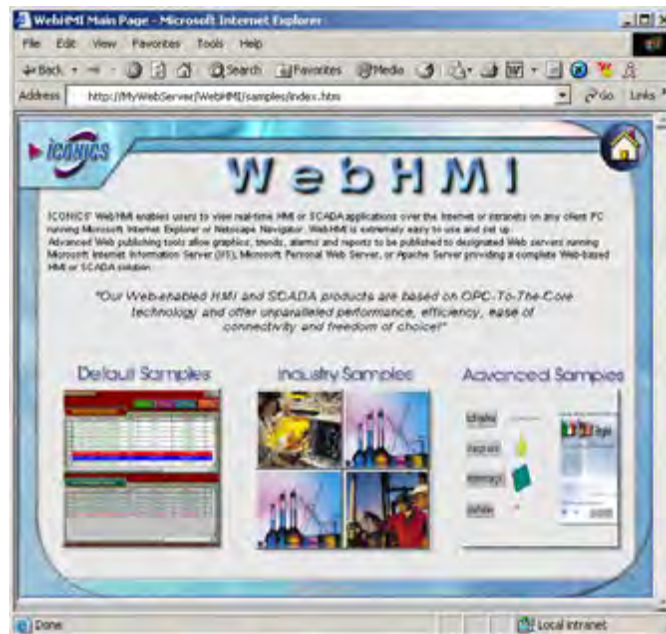 WebHMI Main Page - Microsoft Internet Explorer
File Edit View Favorites Tools Help
Back Search Favorites Media
Address http://MyWebServer/WebHMI/samples/index.htm Go Links
ICONICS
WebHMI
ICONICS' WebHMI enables users to view real-time HMI or SCADA applications over the Internet or intranets on any client PC
running Microsoft Internet Explorer or Netscape Navigator. WebHMI is extremely easy to use and set up.
Advanced Web publishing tools allow graphics, trends, alarms and reports to be published to designated Web servers running
Microsoft Internet Information Server (IIS), Microsoft Personal Web Server, or Apache Server providing a complete Web-based
HMI or SCADA solution.
"Our Web-enabled HMI and SCADA products are based on OPC-To-The-Core
technology and offer unparalleled performance, efficiency, ease of
connectivity and freedom of choice!"
Default Samples Industry Samples Advanced Samples
Done Local intranet